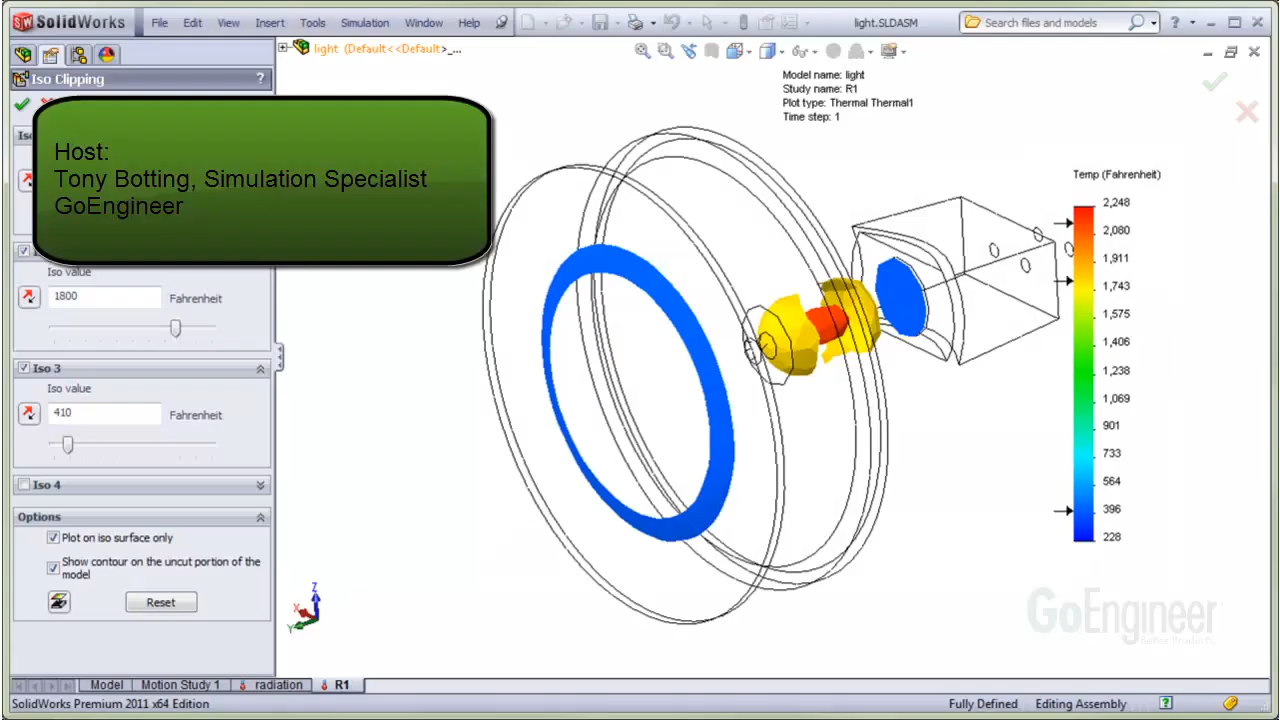 SolidWorks
File Edit View Insert Tools Simulation Window Help
light.SLDASM
Search files and models
light (Default<<Default>_...
Iso Clipping
?
Host:
Tony Botting, Simulation Specialist
GoEngineer
Iso value
1800
Fahrenheit
Iso 3
Iso value
410
Fahrenheit
Iso 4
Options
Plot on iso surface only
Show contour on the uncut portion of the
model
Reset
Model name: light
Study name: R1
Plot type: Thermal Thermal1
Time step: 1
Temp (Fahrenheit)
2,248
2,080
1,911
1,743
1,575
1,406
1,238
1,069
901
733
564
396
228
Z
X
Y
GoEngineer
Model Motion Study 1 radiation R1
SolidWorks Premium 2011 x64 Edition
Fully Defined Editing Assembly